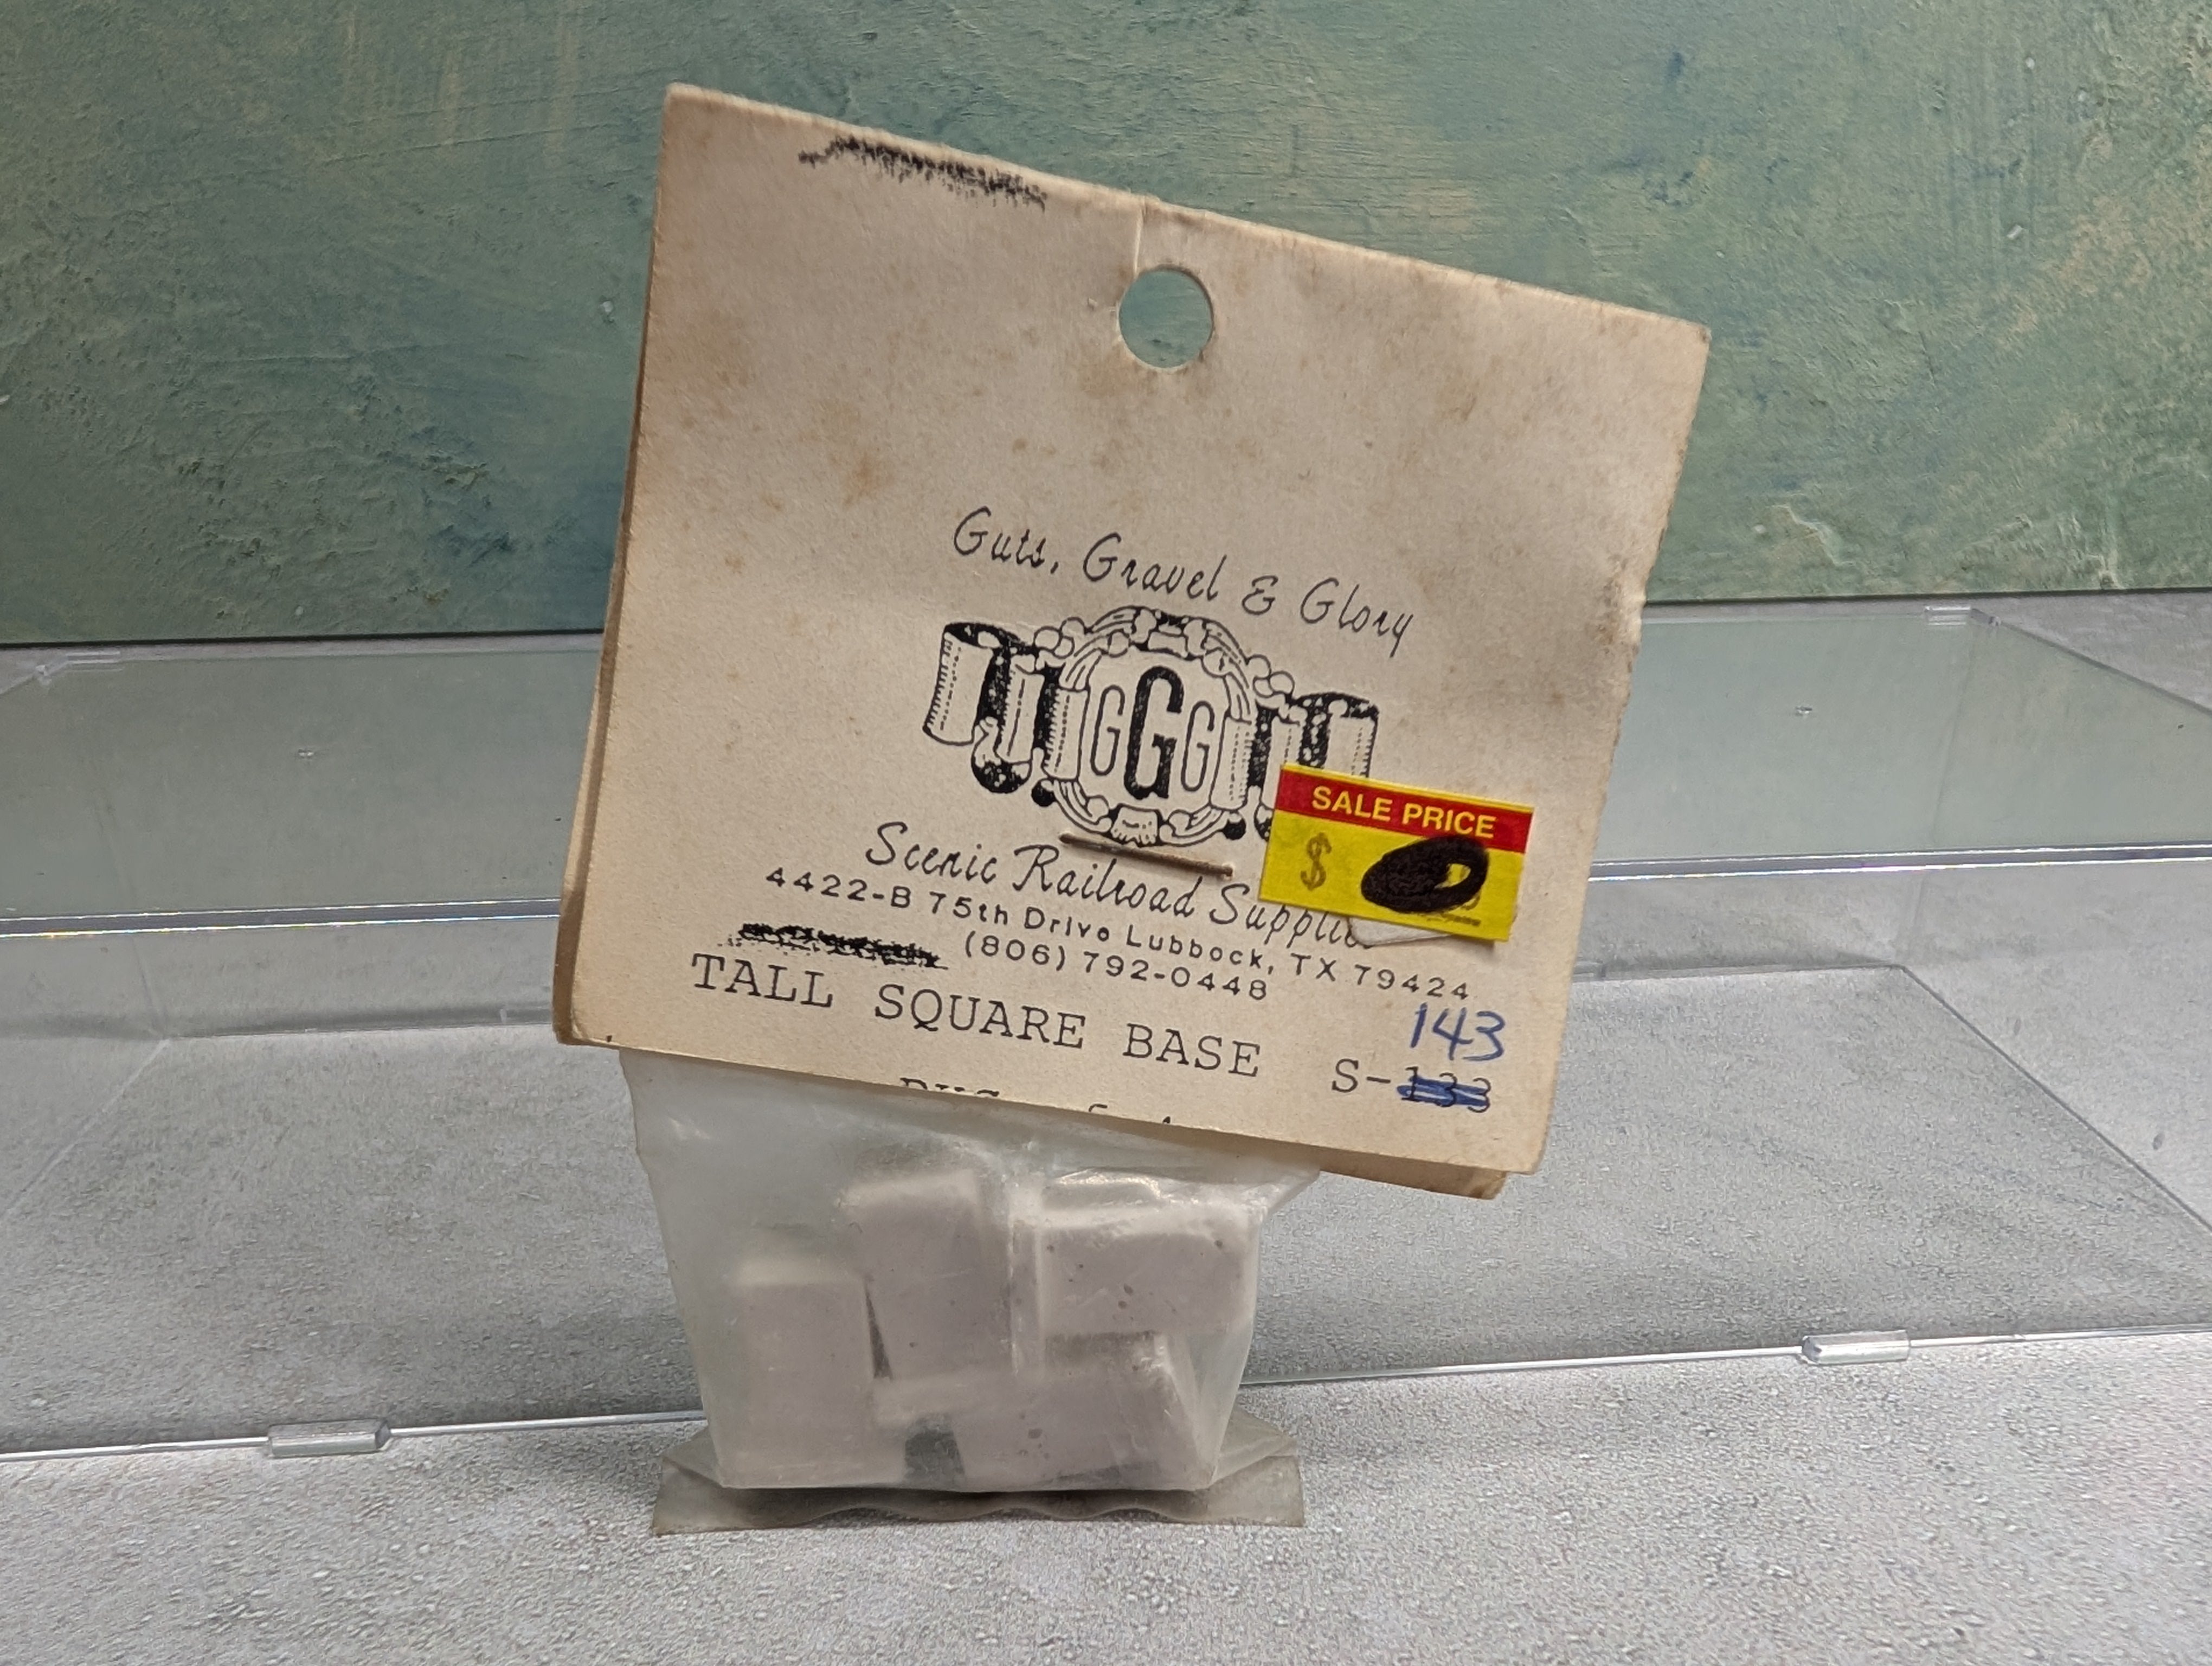 Guts, Gravel & Glory
GGG
SALE PRICE
$
Scenic Railroad
4422-B 75th Drive Lubbock, TX 79424
(806) 792-0448
TALL SQUARE BASE
143
S-133